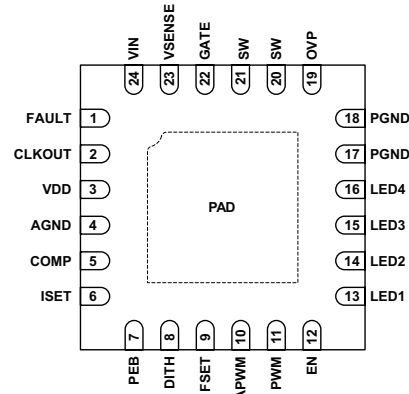 VIN VSENSE GATE SW SW OVP
24 23 22 21 20 19
FAULT 1
CLKOUT 2
VDD 3
AGND 4
COMP 5
ISET 6
PAD
18 PGND
17 PGND
16 LED4
15 LED3
14 LED2
13 LED1
7 8 9 10 11 12
PEB DITH FSET APWM PWM EN